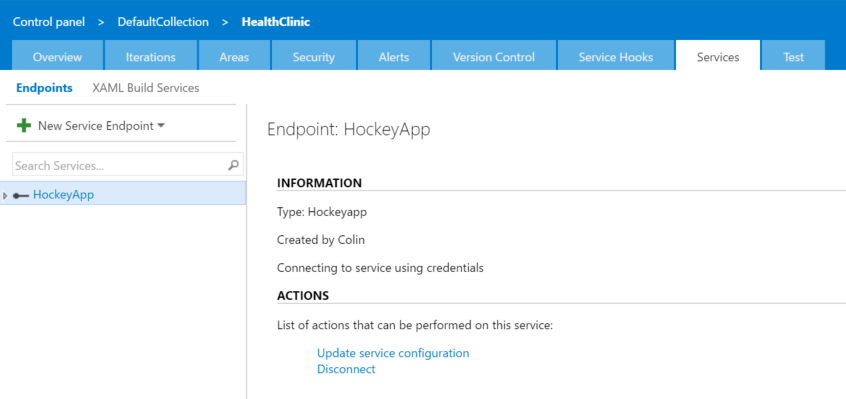 Control panel > DefaultCollection > HealthClinic
Overview Iterations Areas Security Alerts Version Control Service Hooks Services Test
Endpoints XAML Build Services
New Service Endpoint
Search Services...
HockeyApp
Endpoint: HockeyApp
INFORMATION
Type: Hockeyapp
Created by Colin
Connecting to service using credentials
ACTIONS
List of actions that can be performed on this service:
Update service configuration
Disconnect